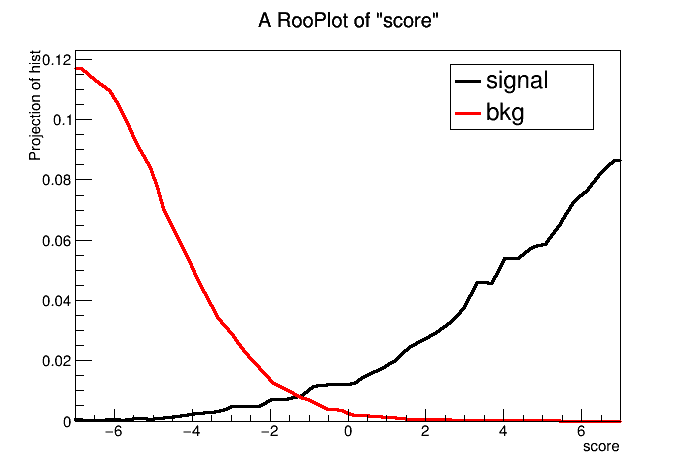 A RooPlot of "score"
Projection of hist
0.12
0.1
0.08
0.06
0.04
0.02
0
signal
bkg
−6 −4 −2 0 2 4 6
score